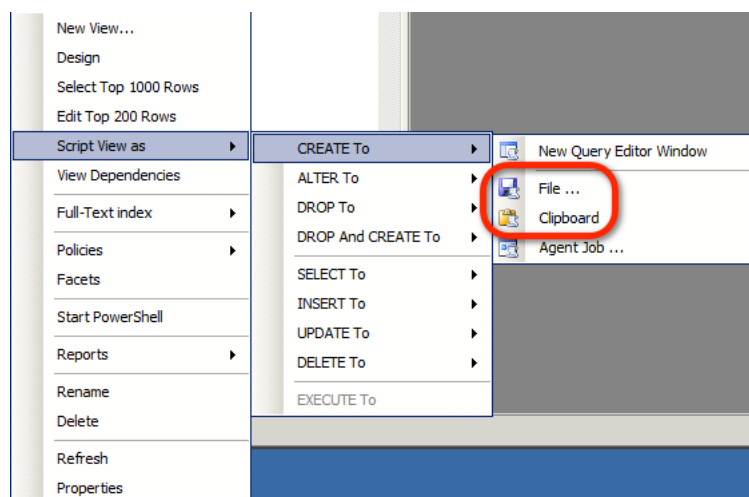 New View...
Design
Select Top 1000 Rows
Edit Top 200 Rows
Script View as
View Dependencies
Full-Text index
Policies
Facets
Start PowerShell
Reports
Rename
Delete
Refresh
Properties
CREATE To
ALTER To
DROP To
DROP And CREATE To
SELECT To
INSERT To
UPDATE To
DELETE To
EXECUTE To
New Query Editor Window
File ...
Clipboard
Agent Job ...